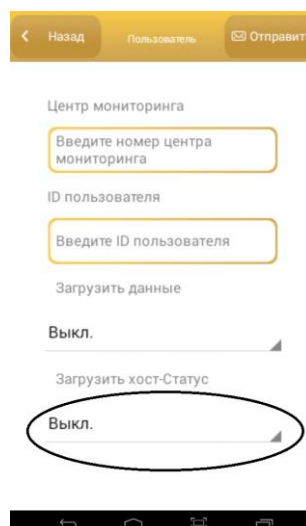 Назад Пользователь Отправить
Центр мониторинга
Введите номер центра
мониторинга
ID пользователя
Введите ID пользователя
Загрузить данные
Выкл.
Загрузить хост-Статус
Выкл.